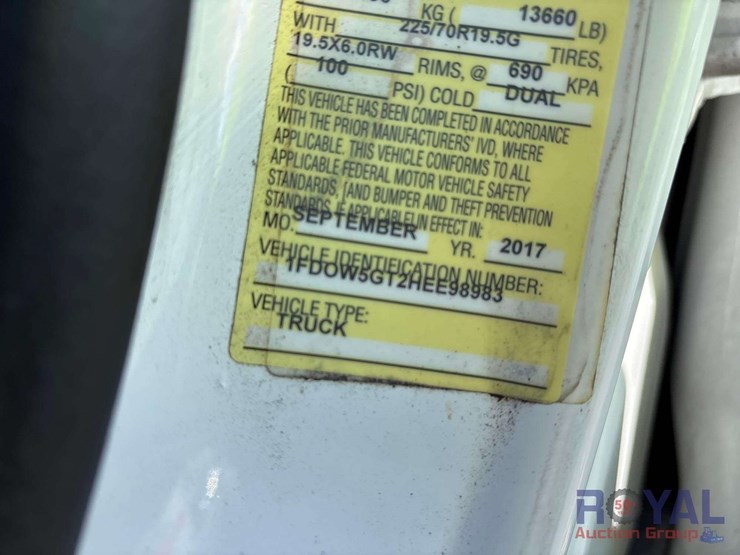 KG ( 13660 LB)
WITH 225/70R19.5G TIRES,
19.5X6.0RW RIMS, @ 690 KPA
( 100 PSI) COLD DUAL
THIS VEHICLE HAS BEEN COMPLETED IN ACCORDANCE
WITH THE PRIOR MANUFACTURERS' IVD, WHERE
APPLICABLE. THIS VEHICLE CONFORMS TO ALL
APPLICABLE FEDERAL MOTOR VEHICLE SAFETY
STANDARDS, [AND BUMPER AND THEFT PREVENTION
STANDARDS, IF APPLICABLE] IN EFFECT IN:
MO. SEPTEMBER YR. 2017
VEHICLE IDENTIFICATION NUMBER:
1FDOW5GT2HEE98983
VEHICLE TYPE:
TRUCK
ROYAL
Auction Group